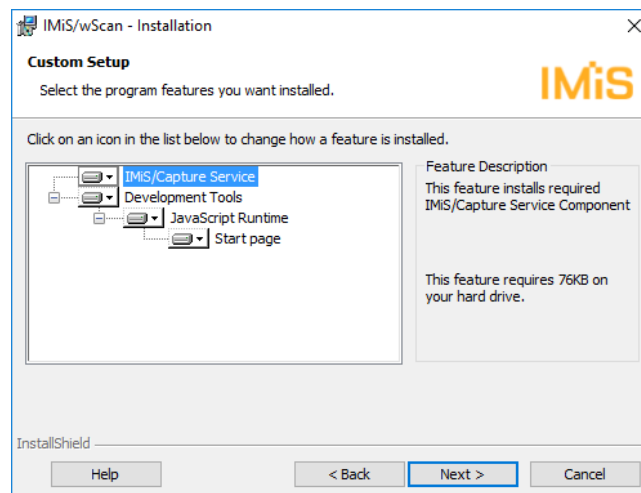 IMiS/wScan - Installation
Custom Setup
Select the program features you want installed.
IMiS
Click on an icon in the list below to change how a feature is installed.
IMiS/Capture Service
Development Tools
JavaScript Runtime
Start page
Feature Description
This feature installs required
IMiS/Capture Service Component
This feature requires 76KB on
your hard drive.
InstallShield
Help
< Back
Next >
Cancel